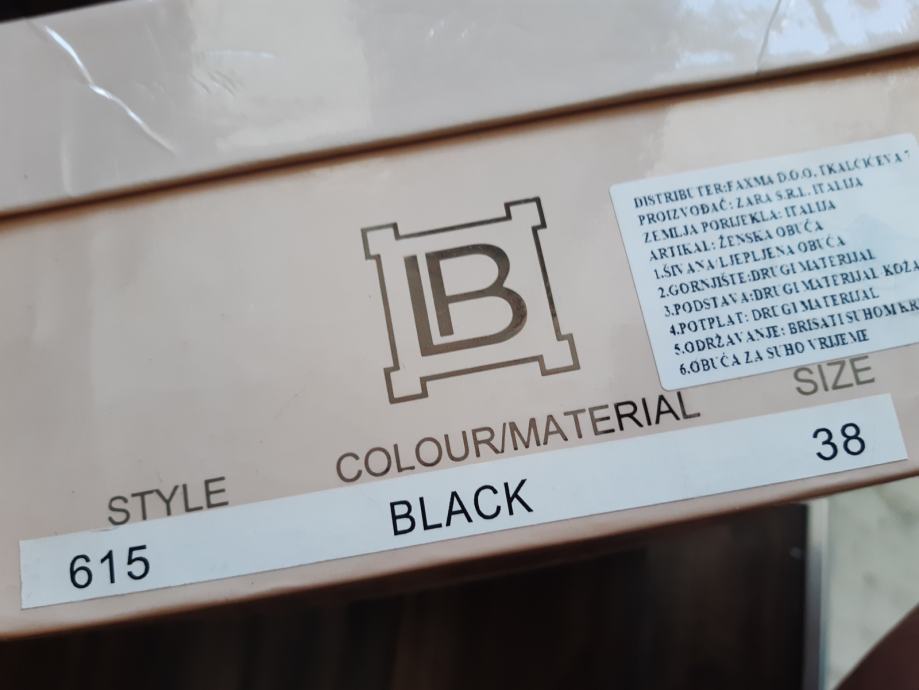 DISTRIBUTER:FAXMA D.O.O, TKALČIĆEVA 7
PROIZVOĐAČ: ZARA S.R.L. ITALIJA
ZEMLJA PORIJEKLA: ITALIJA
ARTIKAL: ŽENSKA OBUĆA
1.ŠIVANA/LJEPLJENA OBUĆA
2.GORNJIŠTE:DRUGI MATERIJAL
3.PODSTAVA:DRUGI MATERIJAL KOŽA
4.POTPLAT: DRUGI MATERIJAL
5.ODRŽAVANJE: BRISATI SUHOM
6.OBUĆA ZA SUHO VRIJEME
LB
STYLE COLOUR/MATERIAL SIZE
615 BLACK 38